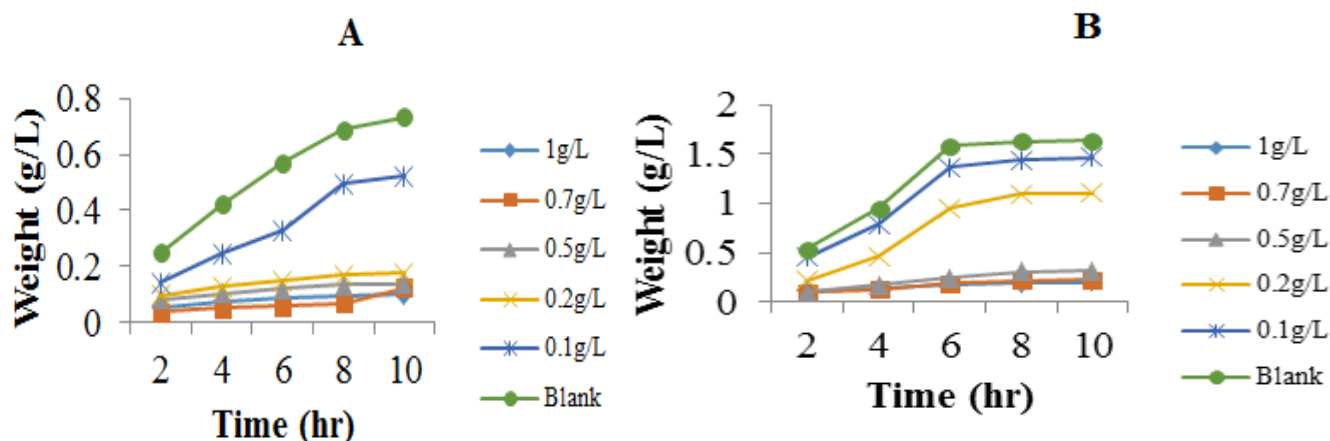 A
Weight (g/L)
0.8
0.6
0.4
0.2
0
2 4 6 8 10
Time (hr)
1g/L
0.7g/L
0.5g/L
0.2g/L
0.1g/L
Blank
B
Weight (g/L)
2
1.5
1
0.5
0
2 4 6 8 10
Time (hr)
1g/L
0.7g/L
0.5g/L
0.2g/L
0.1g/L
Blank